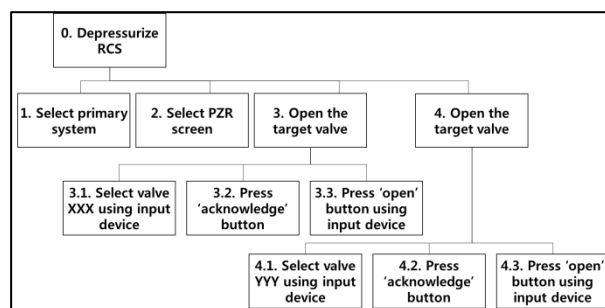 0. Depressurize
RCS
1. Select primary
system
2. Select PZR
screen
3. Open the
target valve
4. Open the
target valve
3.1. Select valve
XXX using input
device
3.2. Press
‘acknowledge’
button
3.3. Press ‘open’
button using
input device
4.1. Select valve
YYY using input
device
4.2. Press
‘acknowledge’
button
4.3. Press ‘open’
button using
input device